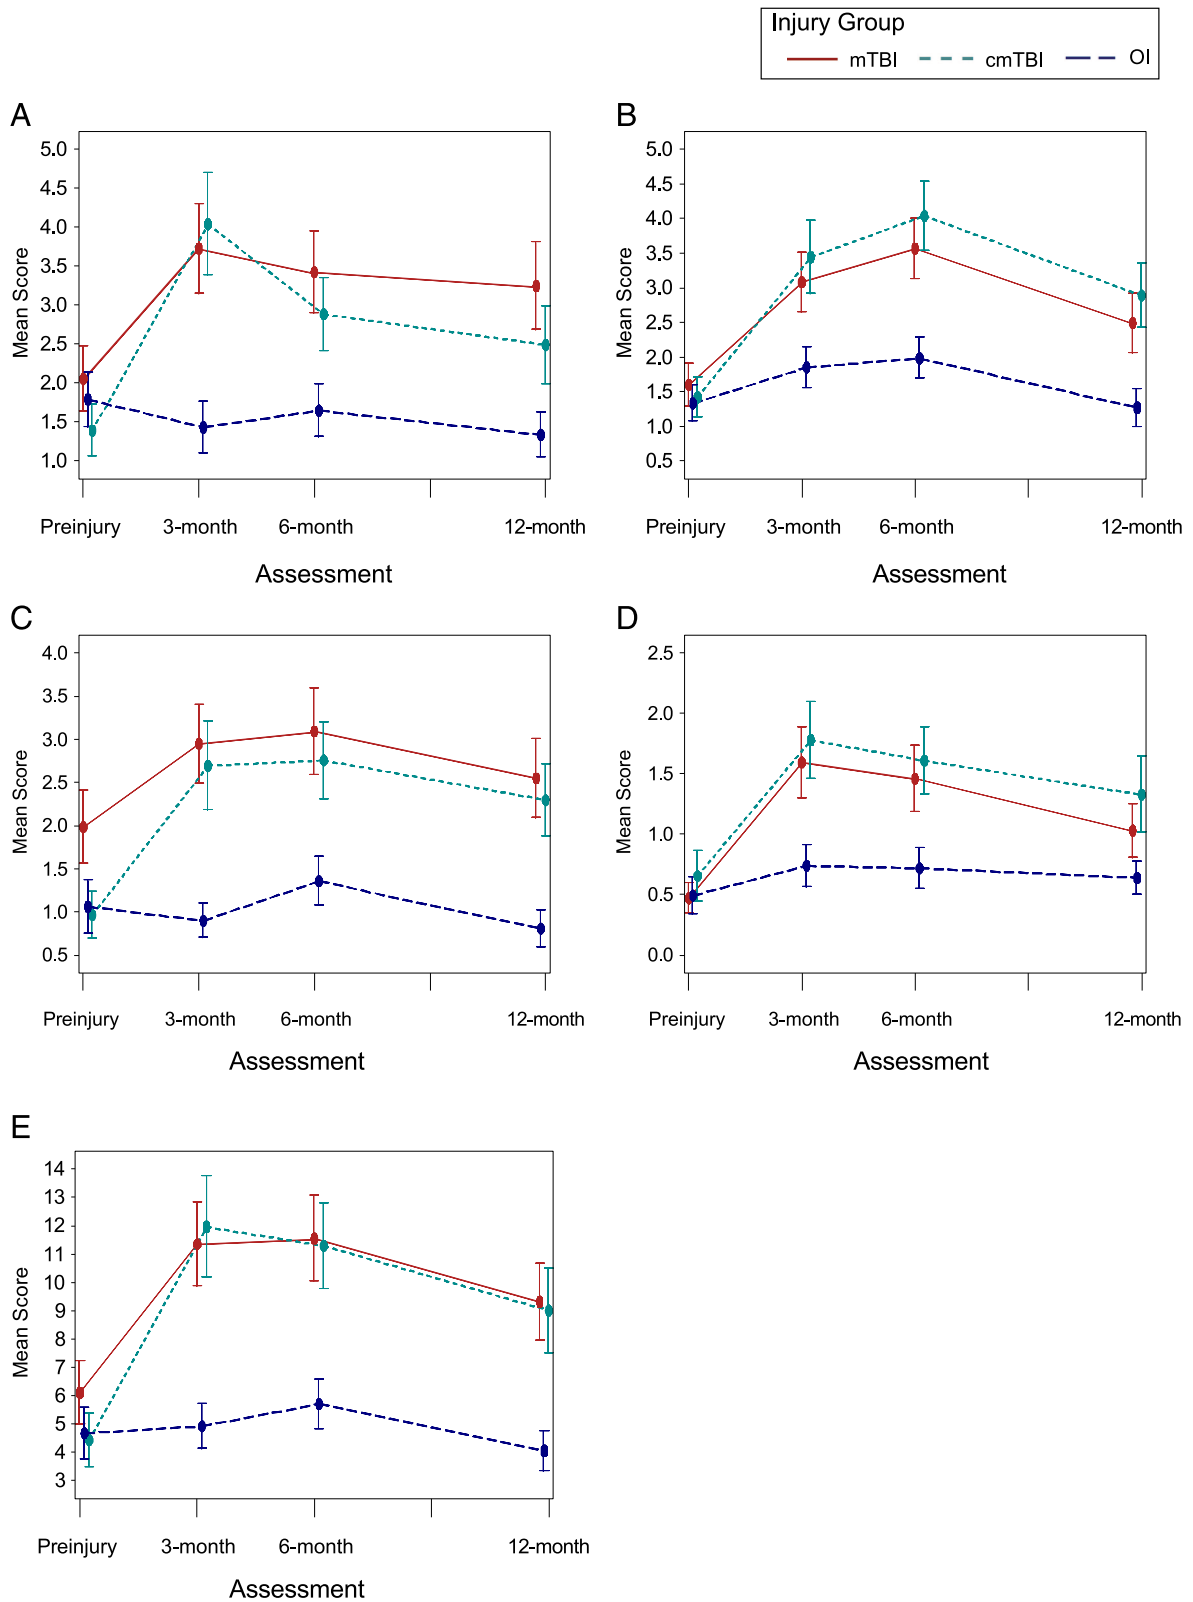 Injury Group
mTBI cmTBI OI
A
5.0
4.5
4.0
3.5
3.0
2.5
2.0
1.5
1.0
Mean Score
Preinjury 3-month 6-month 12-month
Assessment
B
5.0
4.5
4.0
3.5
3.0
2.5
2.0
1.5
1.0
0.5
Mean Score
Preinjury 3-month 6-month 12-month
Assessment
C
4.0
3.5
3.0
2.5
2.0
1.5
1.0
0.5
Mean Score
Preinjury 3-month 6-month 12-month
Assessment
D
2.5
2.0
1.5
1.0
0.5
0.0
Mean Score
Preinjury 3-month 6-month 12-month
Assessment
E
14
13
12
11
10
9
8
7
6
5
4
3
Mean Score
Preinjury 3-month 6-month 12-month
Assessment